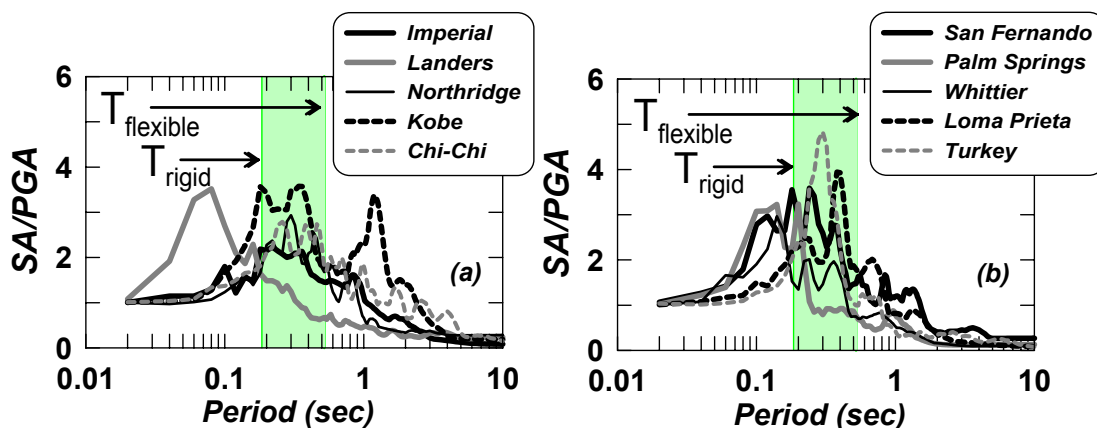 Imperial
Landers
Northridge
Kobe
Chi-Chi
6
4
2
0
SA/PGA
T flexible
T rigid
(a)
0.01 0.1 1 10
Period (sec)
San Fernando
Palm Springs
Whittier
Loma Prieta
Turkey
6
4
2
0
SA/PGA
T flexible
T rigid
(b)
0.01 0.1 1 10
Period (sec)